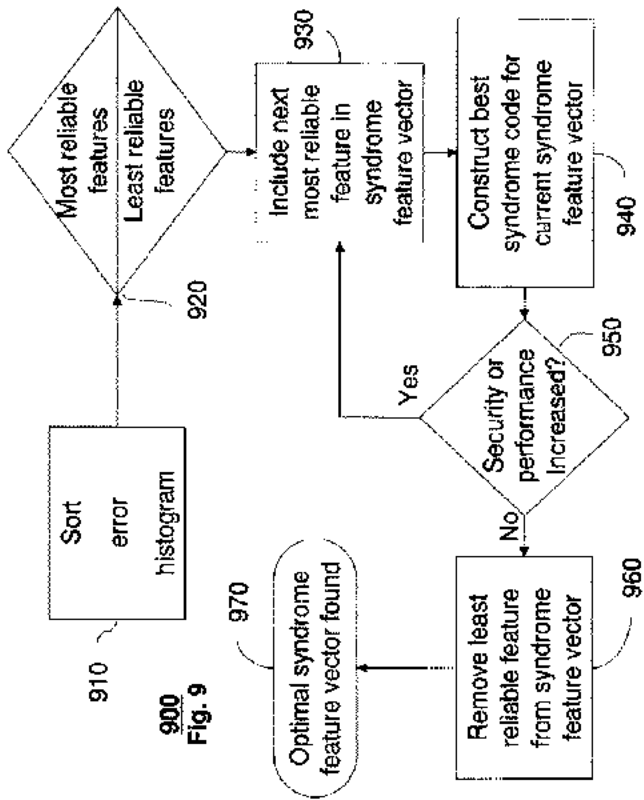 Sort
error
histogram
910
Most reliable
features
Least reliable
features
920
Include next
most reliable
feature in
syndrome
feature vector
930
Construct best
syndrome code for
current syndrome
feature vector
940
Security or
performance
Increased?
950
Yes
No
Remove least
reliable feature
from syndrome
feature vector
960
Optimal syndrome
feature vector found
970
900
Fig. 9